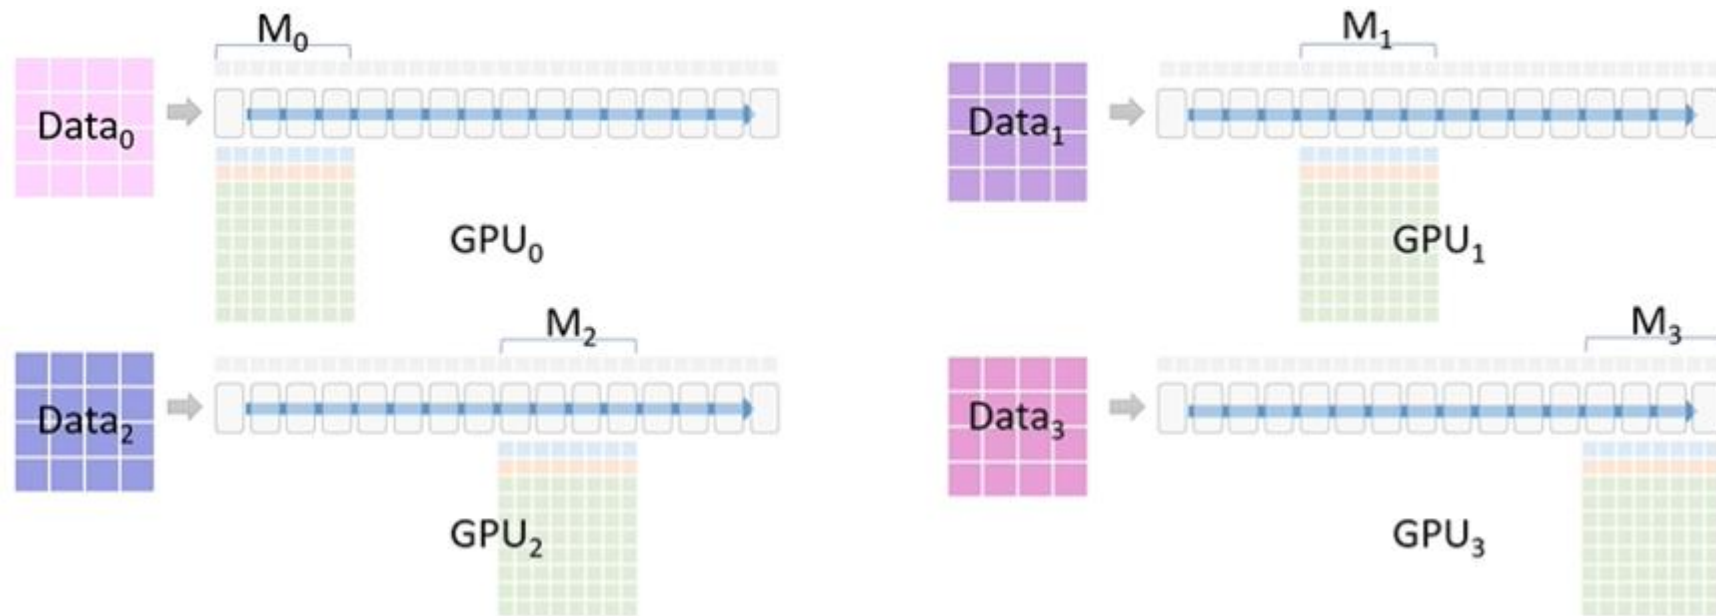 M₀
M₁
Data₀
Data₁
GPU₀
GPU₁
M₂
M₃
Data₂
Data₃
GPU₂
GPU₃